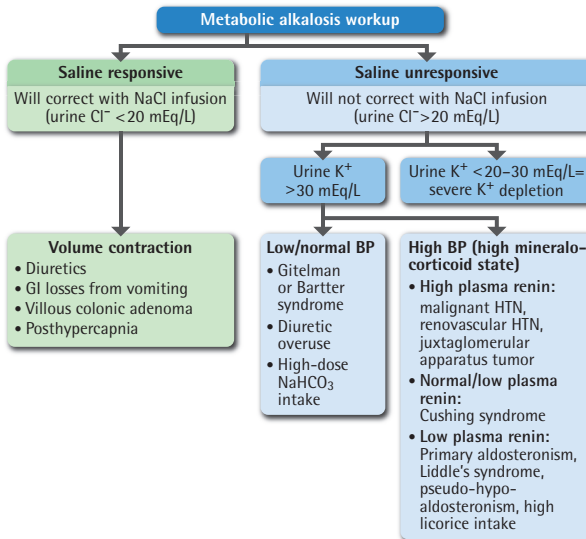 Metabolic alkalosis workup
Saline responsive
Will correct with NaCl infusion
(urine Cl⁻ <20 mEq/L)
Saline unresponsive
Will not correct with NaCl infusion
(urine Cl⁻>20 mEq/L)
Urine K⁺
>30 mEq/L
Urine K⁺ <20–30 mEq/L=
severe K⁺ depletion
Volume contraction
• Diuretics
• GI losses from vomiting
• Villous colonic adenoma
• Posthypercapnia
Low/normal BP
• Gitelman
or Bartter
syndrome
• Diuretic
overuse
• High-dose
NaHCO₃
intake
High BP (high mineralo-
corticoid state)
• High plasma renin:
malignant HTN,
renovascular HTN,
juxtaglomerular
apparatus tumor
• Normal/low plasma
renin:
Cushing syndrome
• Low plasma renin:
Primary aldosteronism,
Liddle's syndrome,
pseudo-hypo-
aldosteronism, high
licorice intake